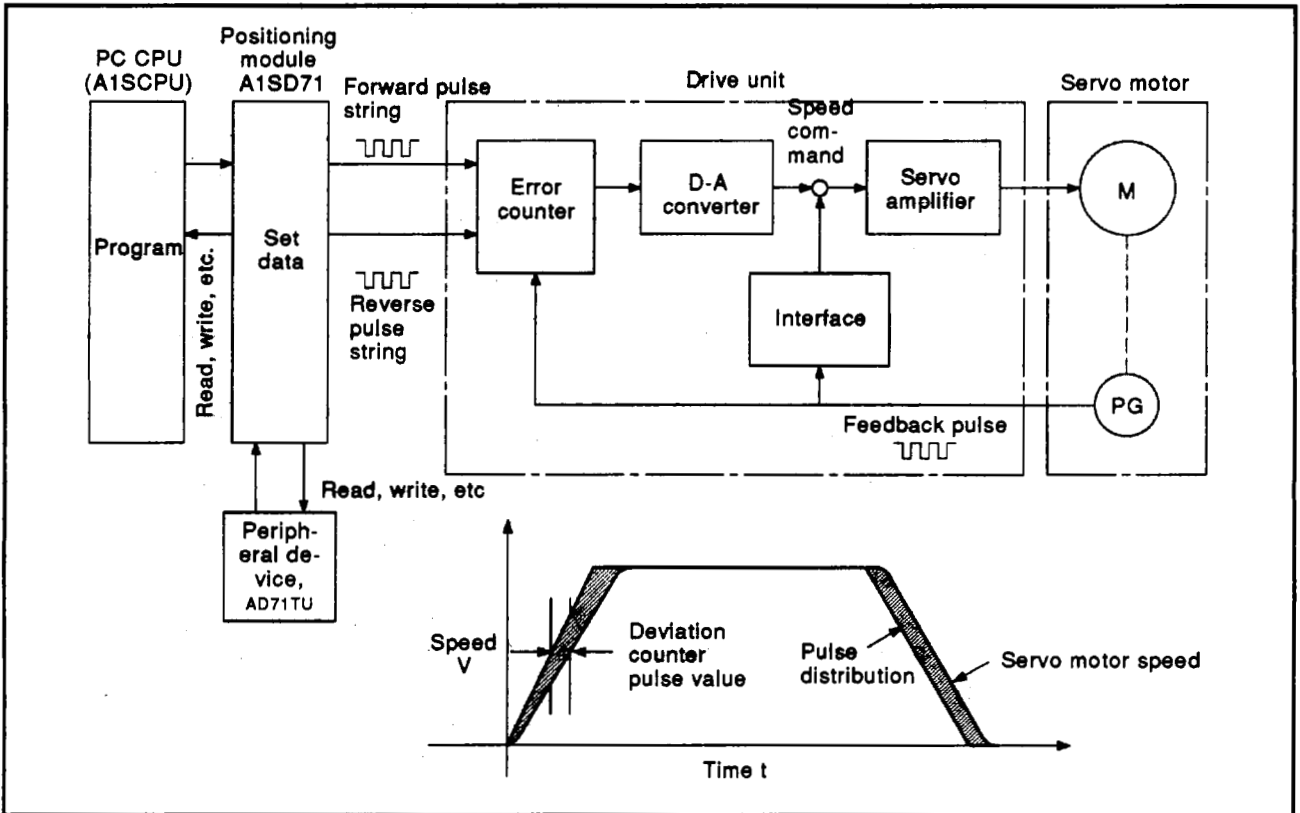 PC CPU
(A1SCPU)
Positioning
module
A1SD71
Forward pulse
string
Drive unit
Servo motor
Program
Read, write, etc.
Set
data
Reverse
pulse
string
Error
counter
D-A
converter
Speed
com-
mand
Servo
amplifier
M
Interface
PG
Feedback pulse
Read, write, etc
Periph-
eral de-
vice,
AD71TU
Speed
V
Deviation
counter
pulse value
Pulse
distribution
Servo motor speed
Time t